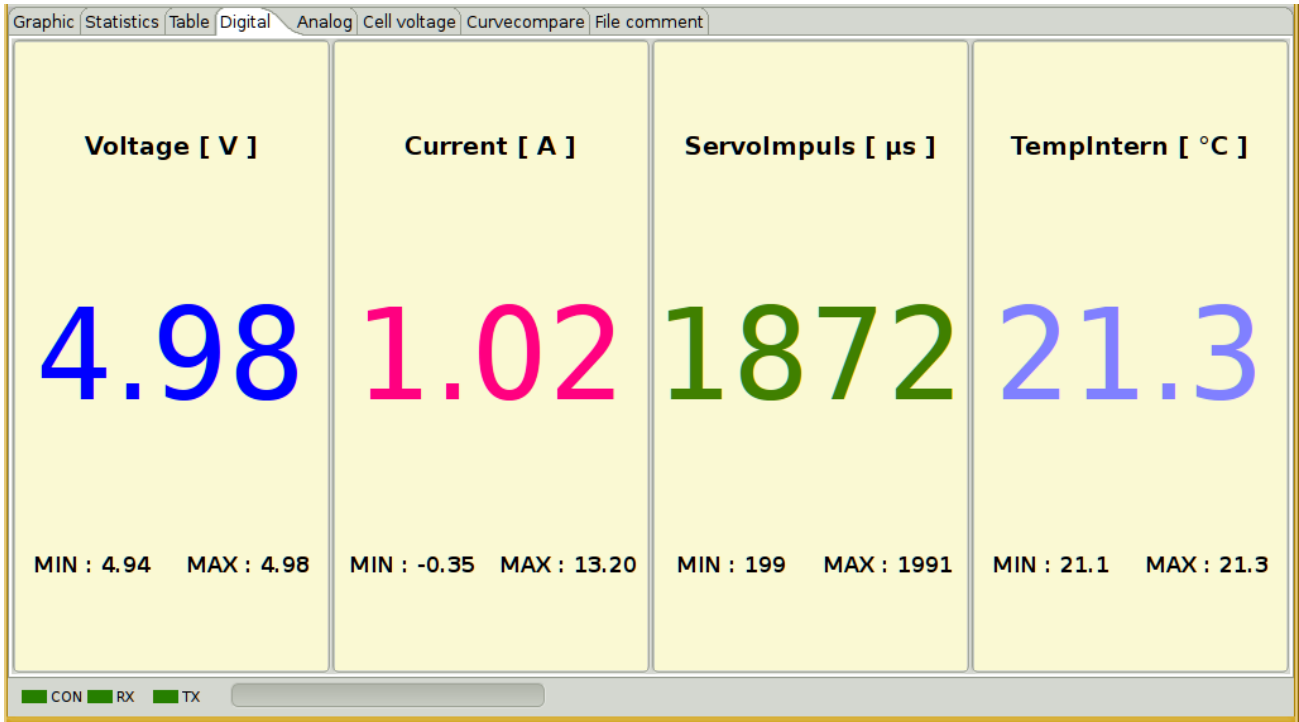 Graphic Statistics Table Digital Analog Cell voltage Curvecompare File comment
Voltage [ V ] Current [ A ] ServoImpuls [ µs ] TempIntern [ °C ]
4.98 1.02 1872 21.3
MIN : 4.94 MAX : 4.98 MIN : -0.35 MAX : 13.20 MIN : 199 MAX : 1991 MIN : 21.1 MAX : 21.3
CON RX TX